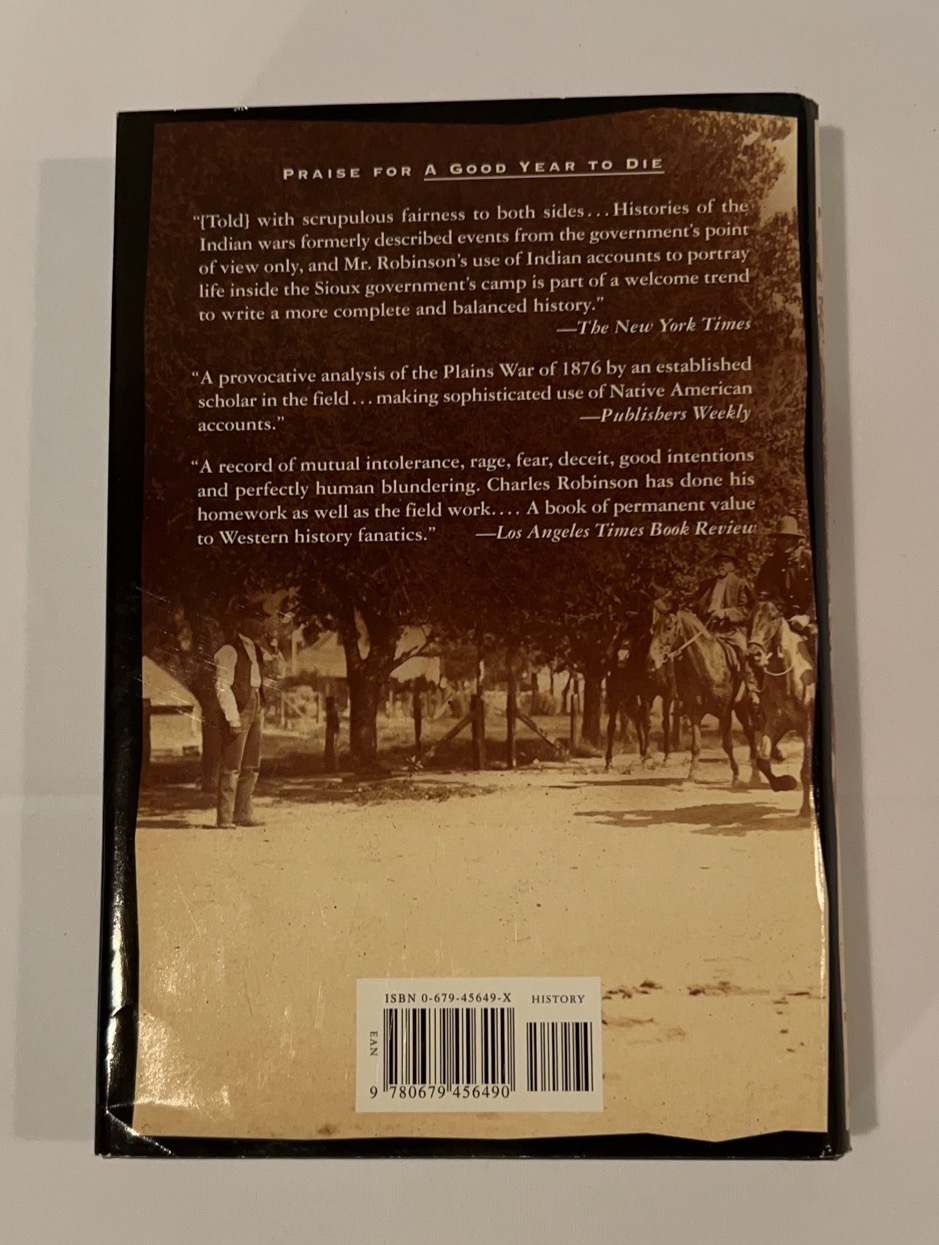 PRAISE FOR A GOOD YEAR TO DIE
"[Told] with scrupulous fairness to both sides...Histories of the
Indian wars formerly described events from the government's point
of view only, and Mr. Robinson's use of Indian accounts to portray
life inside the Sioux government's camp is part of a welcome trend
to write a more complete and balanced history."
—The New York Times
"A provocative analysis of the Plains War of 1876 by an established
scholar in the field...making sophisticated use of Native American
accounts." —Publishers Weekly
"A record of mutual intolerance, rage, fear, deceit, good intentions
and perfectly human blundering. Charles Robinson has done his
homework as well as the field work.... A book of permanent value
to Western history fanatics." —Los Angeles Times Book Review
ISBN 0-679-45649-X HISTORY
EAN
9 780679 456490